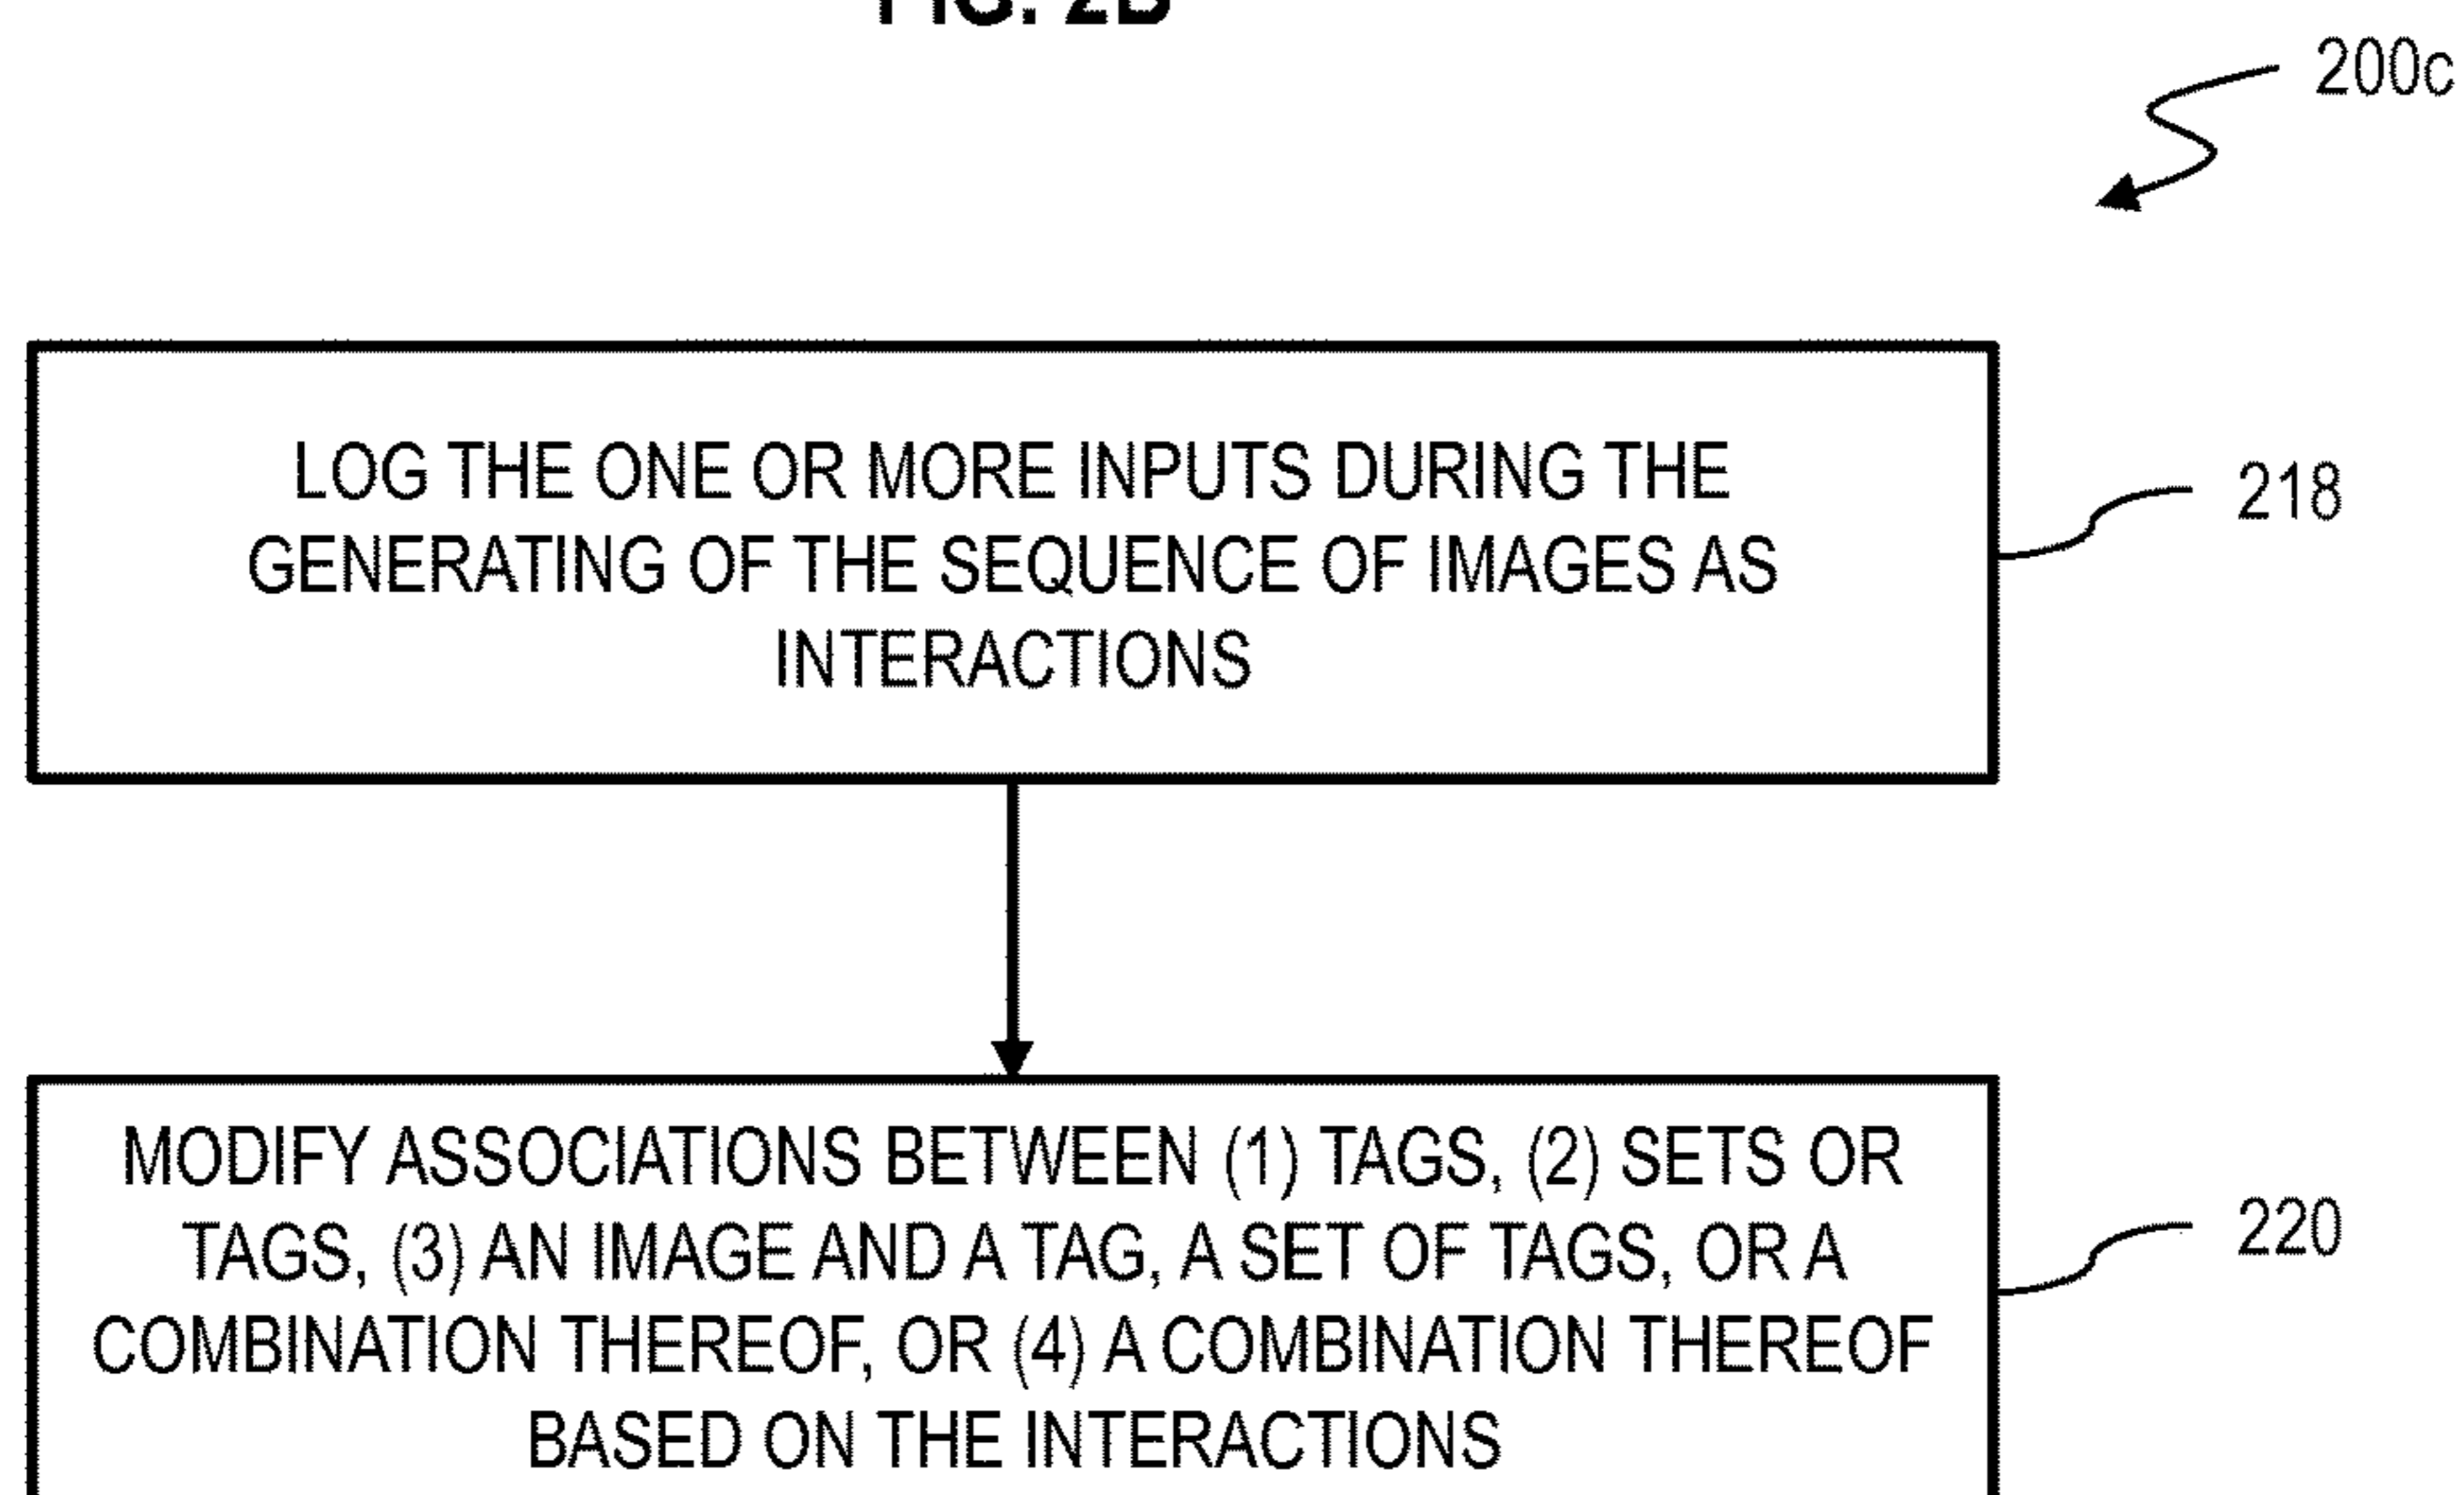 FIG. 2B
200c
LOG THE ONE OR MORE INPUTS DURING THE
GENERATING OF THE SEQUENCE OF IMAGES AS
INTERACTIONS
218
MODIFY ASSOCIATIONS BETWEEN (1) TAGS, (2) SETS OR
TAGS, (3) AN IMAGE AND A TAG, A SET OF TAGS, OR A
COMBINATION THEREOF, OR (4) A COMBINATION THEREOF
BASED ON THE INTERACTIONS
220